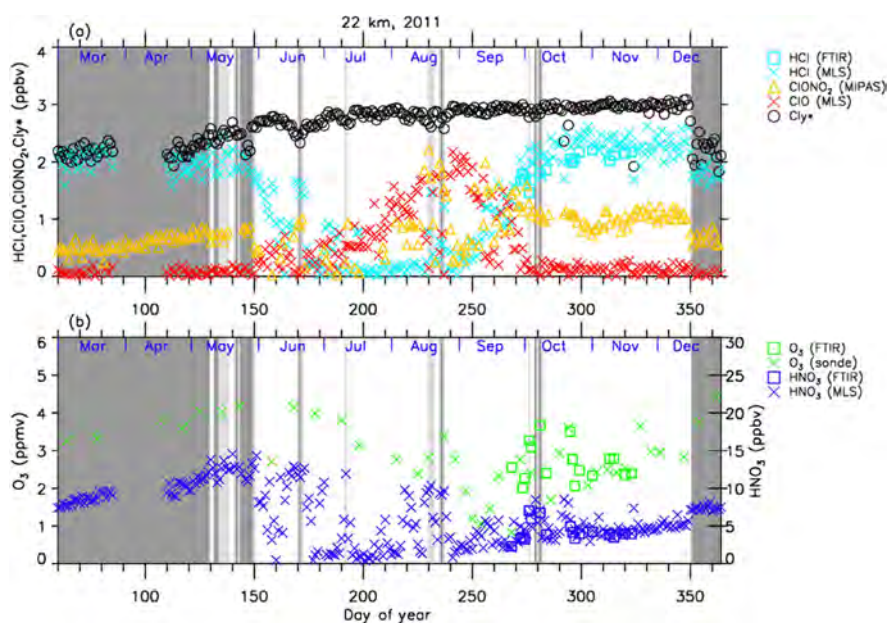 22 km, 2011
(a)
Mar Apr May Jun Jul Aug Sep Oct Nov Dec
HCl,ClO,ClONO₂,Cly* (ppbv)
4
3
2
1
0
100 150 200 250 300 350
HCl (FTIR)
HCl (MLS)
ClONO₂ (MIPAS)
ClO (MLS)
Cly*
(b)
Mar Apr May Jun Jul Aug Sep Oct Nov Dec
O₃ (ppmv)
6
5
4
3
2
1
0
30
25
20
15
10
5
0
HNO₃ (ppbv)
100 150 200 250 300 350
Day of year
O₃ (FTIR)
O₃ (sonde)
HNO₃ (FTIR)
HNO₃ (MLS)